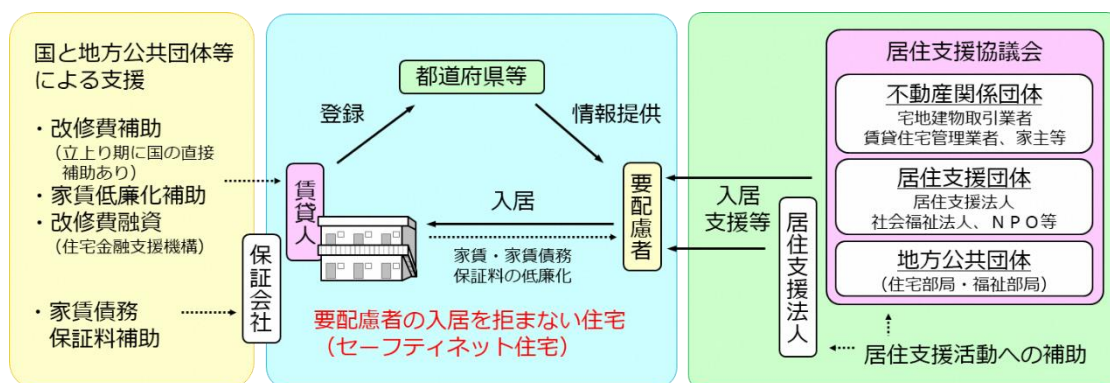 国と地方公共団体等
による支援
・改修費補助
（立上り期に国の直接
補助あり）
・家賃低廉化補助
・改修費融資
（住宅金融支援機構）
・家賃債務
保証料補助
保証会社
都道府県等
登録
情報提供
賃貸人
入居
要配慮者
家賃・家賃債務
保証料の低廉化
要配慮者の入居を拒まない住宅
（セーフティネット住宅）
入居
支援等
居住支援法人
居住支援協議会
不動産関係団体
宅地建物取引業者
賃貸住宅管理業者、家主等
居住支援団体
居住支援法人
社会福祉法人、ＮＰＯ等
地方公共団体
（住宅部局・福祉部局）
居住支援活動への補助